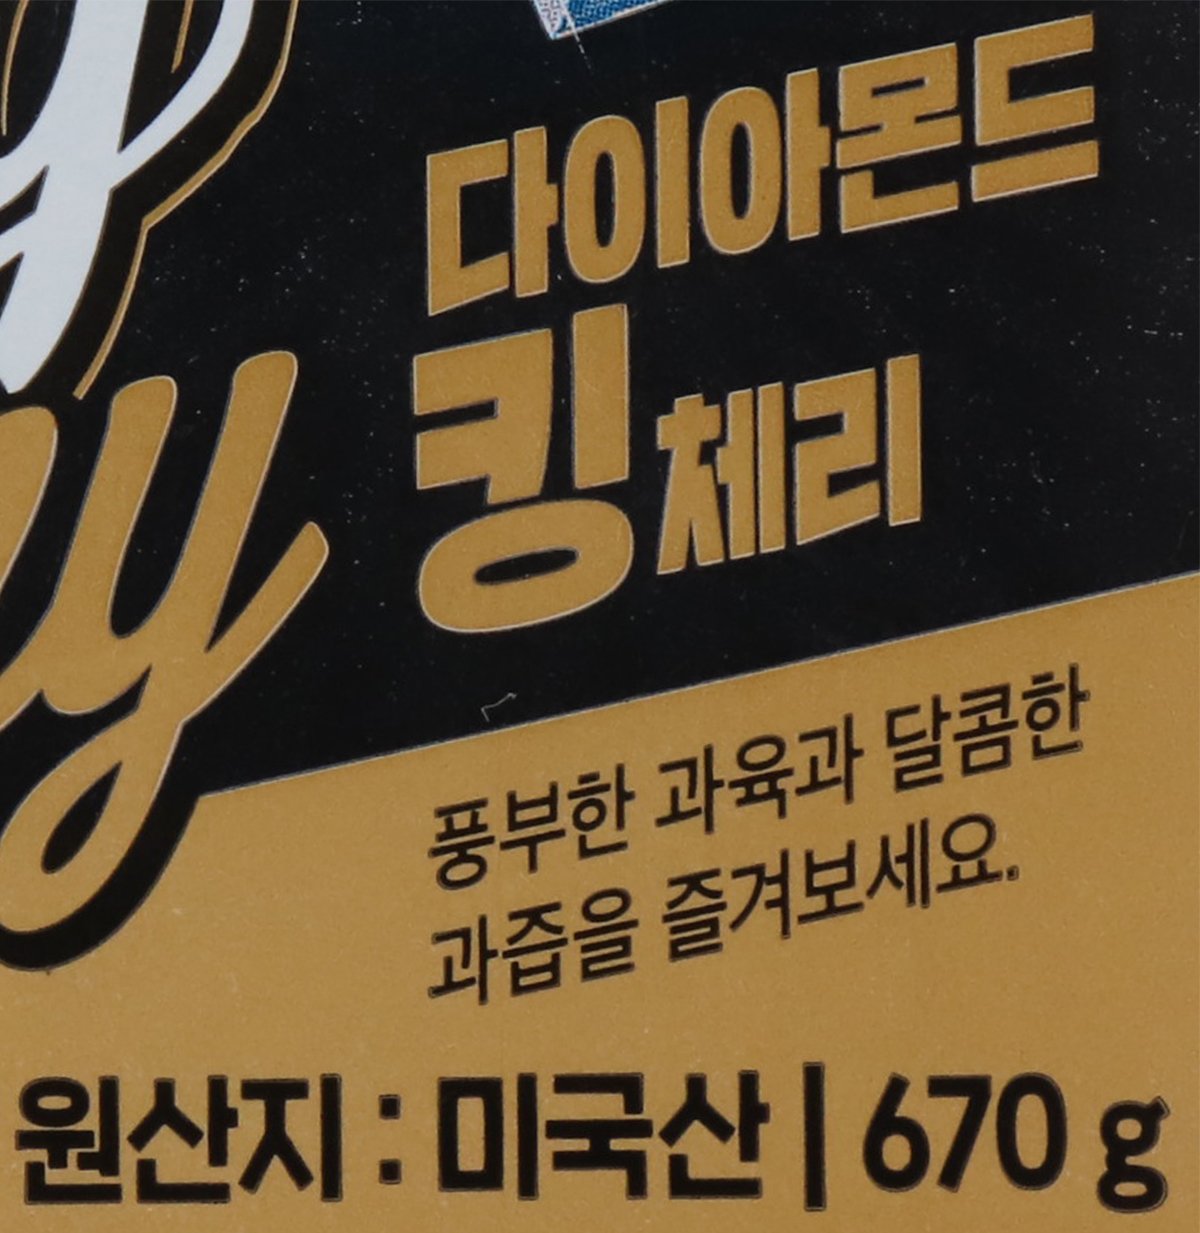 다이아몬드
킹체리
풍부한 과육과 달콤한
과즙을 즐겨보세요.
원산지 : 미국산 | 670 g